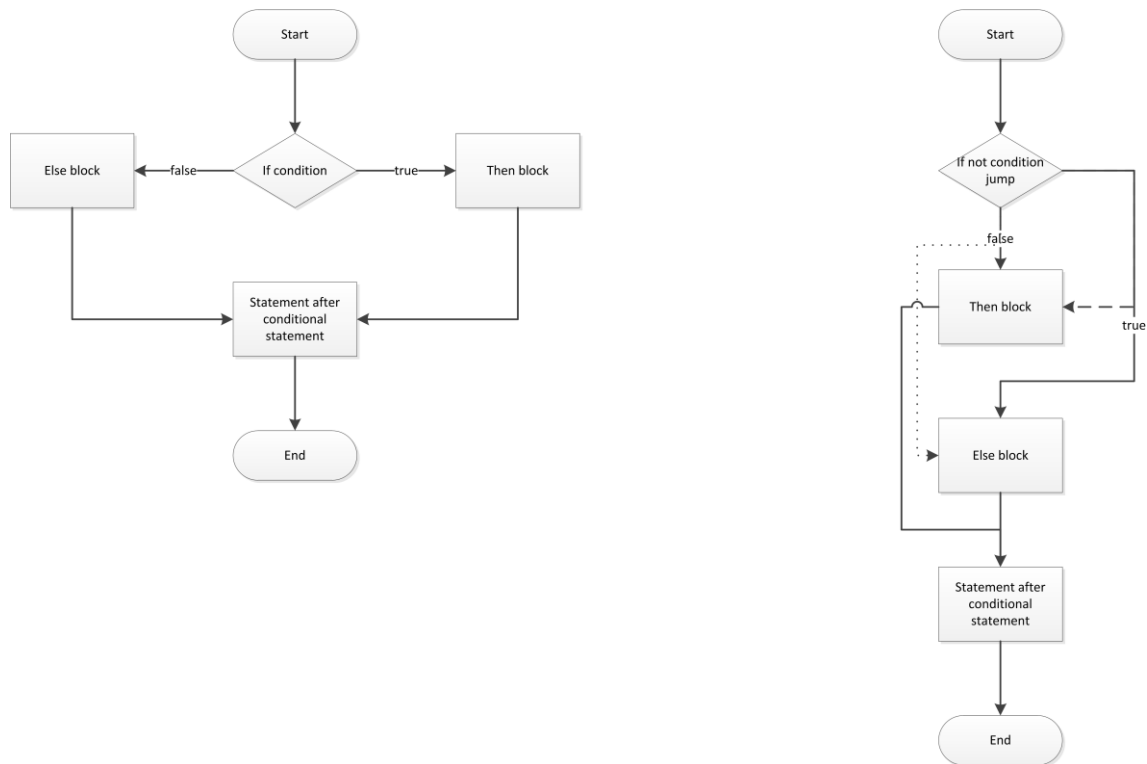 Start
Else block
false
If condition
true
Then block
Statement after
conditional
statement
End
Start
If not condition
jump
false
Then block
true
Else block
Statement after
conditional
statement
End